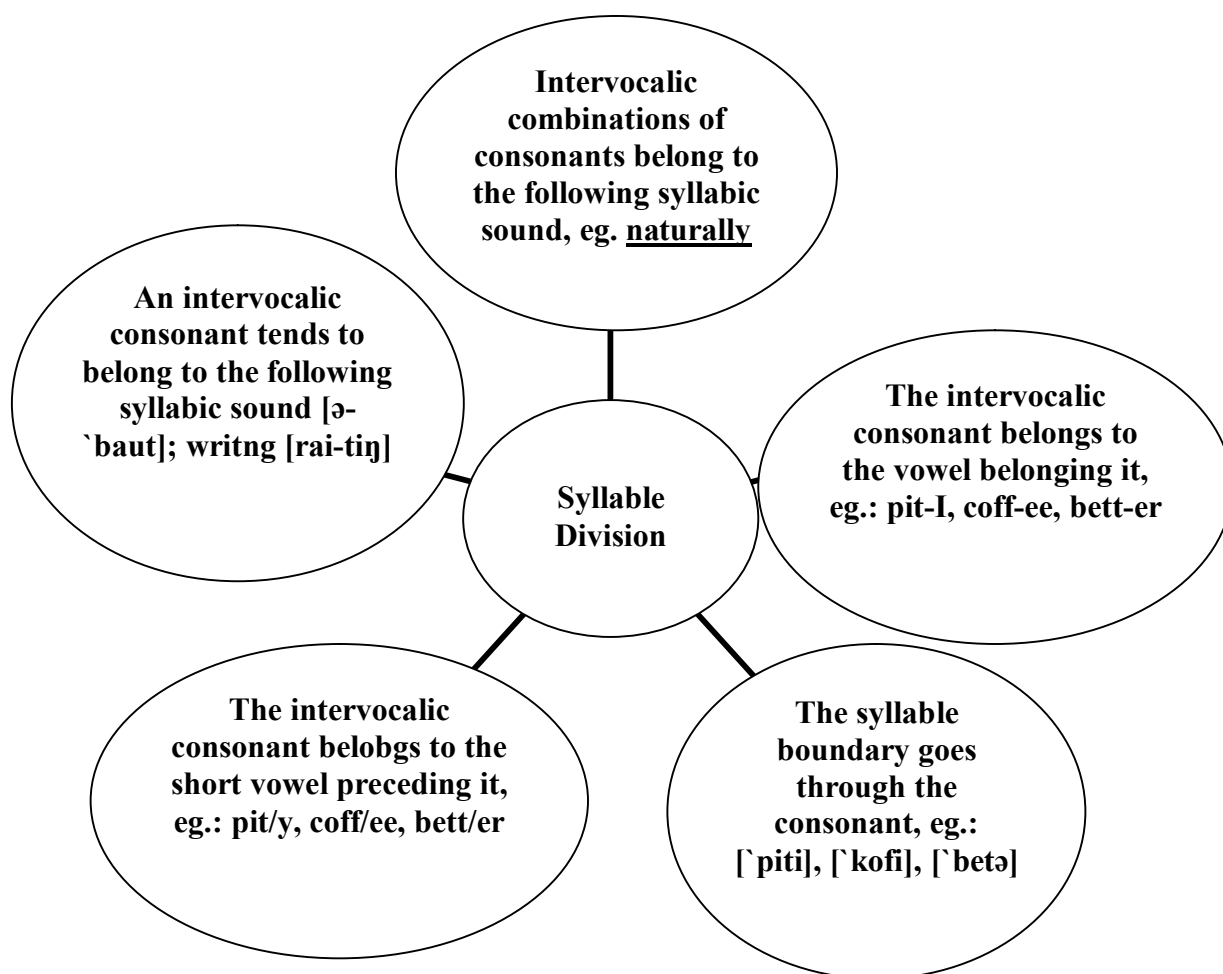 Intervocalic
combinations of
consonants belong to
the following syllabic
sound, eg. naturally
An intervocalic
consonant tends to
belong to the following
syllabic sound [ə-
`baut]; writng [rai-tiŋ]
The intervocalic
consonant belongs to
the vowel belonging it,
eg.: pit-I, coff-ee, bett-er
Syllable
Division
The intervocalic
consonant belobgs to the
short vowel preceding it,
eg.: pit/y, coff/ee, bett/er
The syllable
boundary goes
through the
consonant, eg.:
[`piti], [`kofi], [`betə]